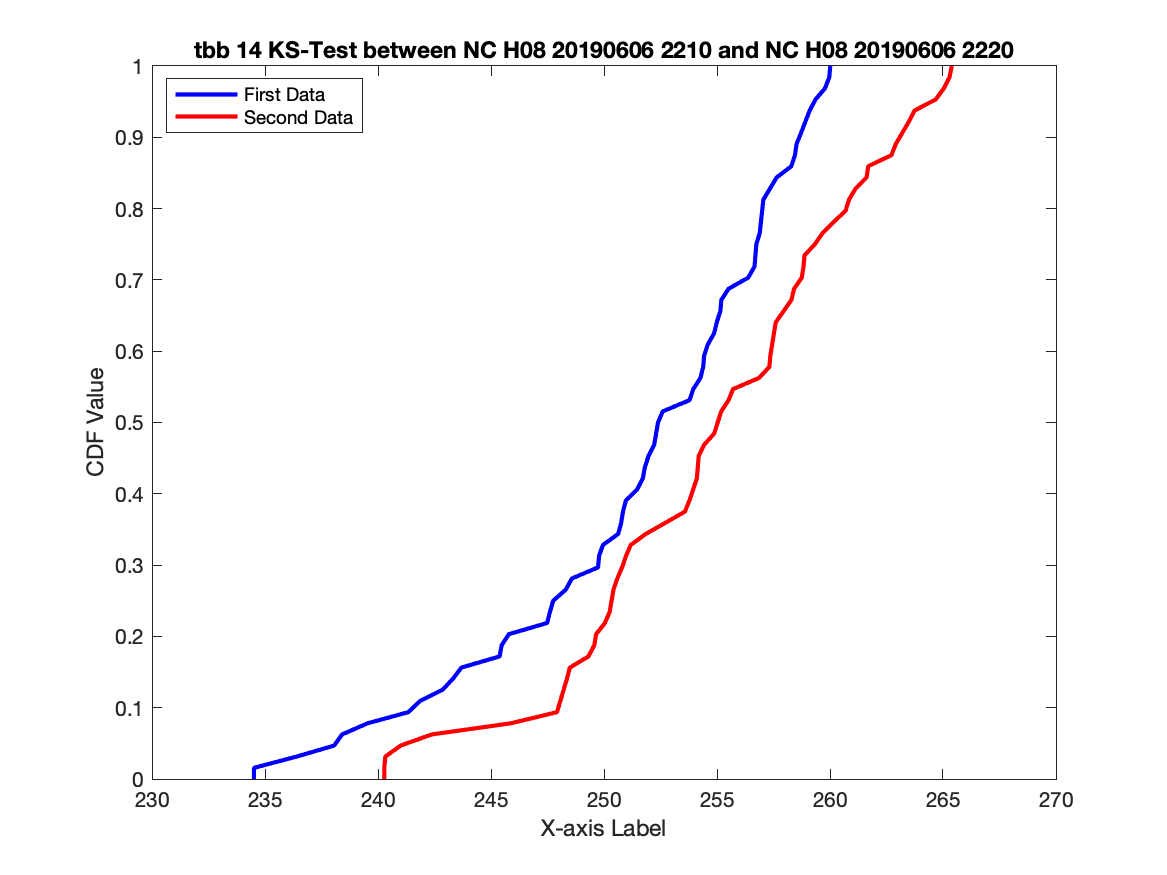 tbb 14 KS-Test between NC H08 20190606 2210 and NC H08 20190606 2220
First Data
Second Data
CDF Value
1
0.9
0.8
0.7
0.6
0.5
0.4
0.3
0.2
0.1
0
230 235 240 245 250 255 260 265 270
X-axis Label